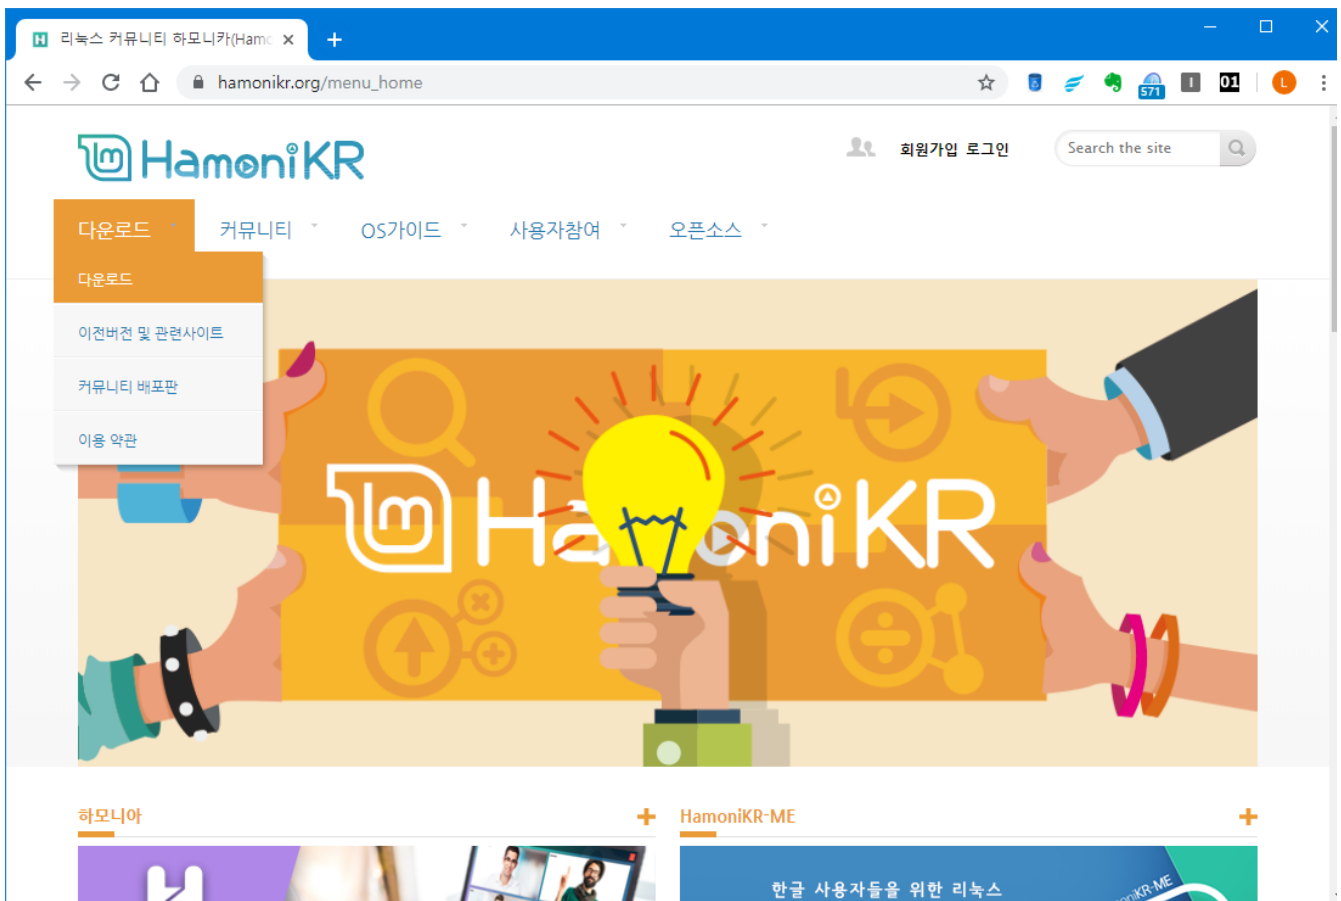 리눅스 커뮤니티 하모니카(Hamo
hamonikr.org/menu_home
571
01
L
HamoniKR
회원가입 로그인
Search the site
다운로드
커뮤니티
OS가이드
사용자참여
오픈소스
다운로드
이전버전 및 관련사이트
커뮤니티 배포판
이용 약관
HamoniKR
하모니아
HamoniKR-ME
한글 사용자들을 위한 리눅스
oniKR-ME